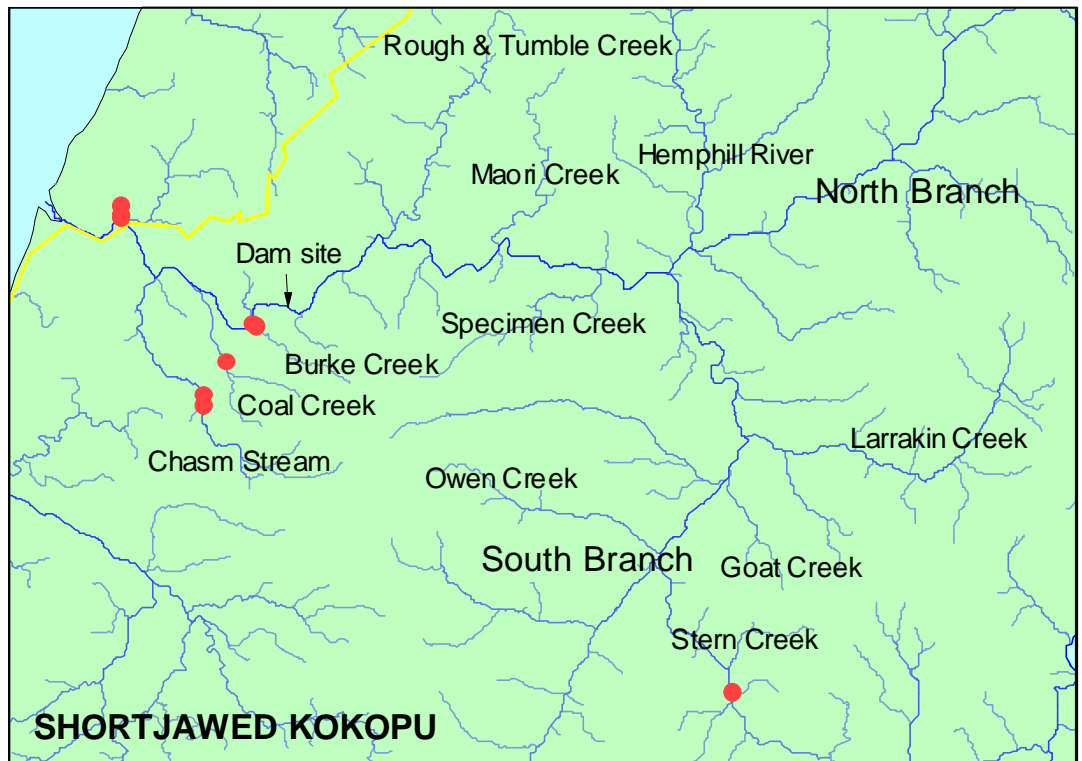 Rough & Tumble Creek
Hemphill River
Maori Creek
North Branch
Dam site
Specimen Creek
Burke Creek
Coal Creek
Larrakin Creek
Chasm Stream
Owen Creek
South Branch
Goat Creek
Stern Creek
SHORTJAWED KOKOPU